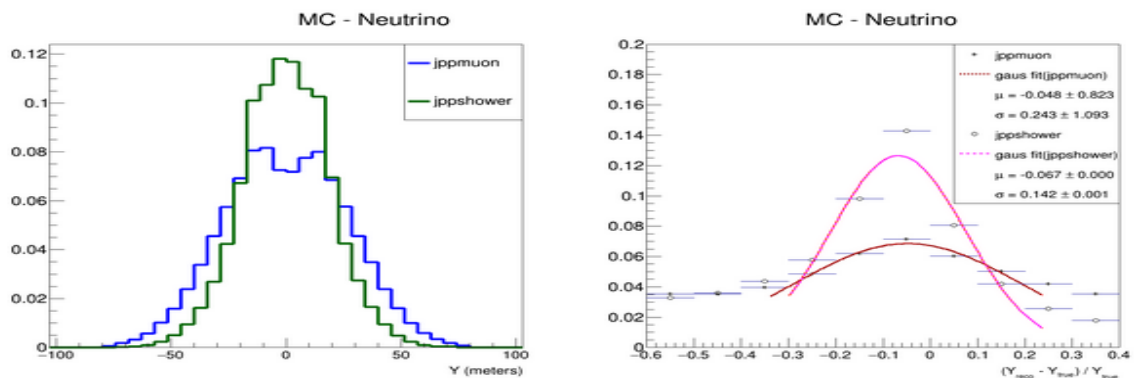 MC - Neutrino
0.12
0.1
0.08
0.06
0.04
0.02
0
−100
−50
0
50
100
Y (meters)
jppmuon
jppshower
MC - Neutrino
0.2
0.18
0.16
0.14
0.12
0.1
0.08
0.06
0.04
0.02
0
−0.6
−0.5
−0.4
−0.3
−0.2
−0.1
0
0.1
0.2
0.3
0.4
(Y_reco - Y_true) / Y_true
jppmuon
gaus fit(jppmuon)
μ = -0.048 ± 0.823
σ = 0.243 ± 1.093
jppshower
gaus fit(jppshower)
μ = -0.067 ± 0.000
σ = 0.142 ± 0.001